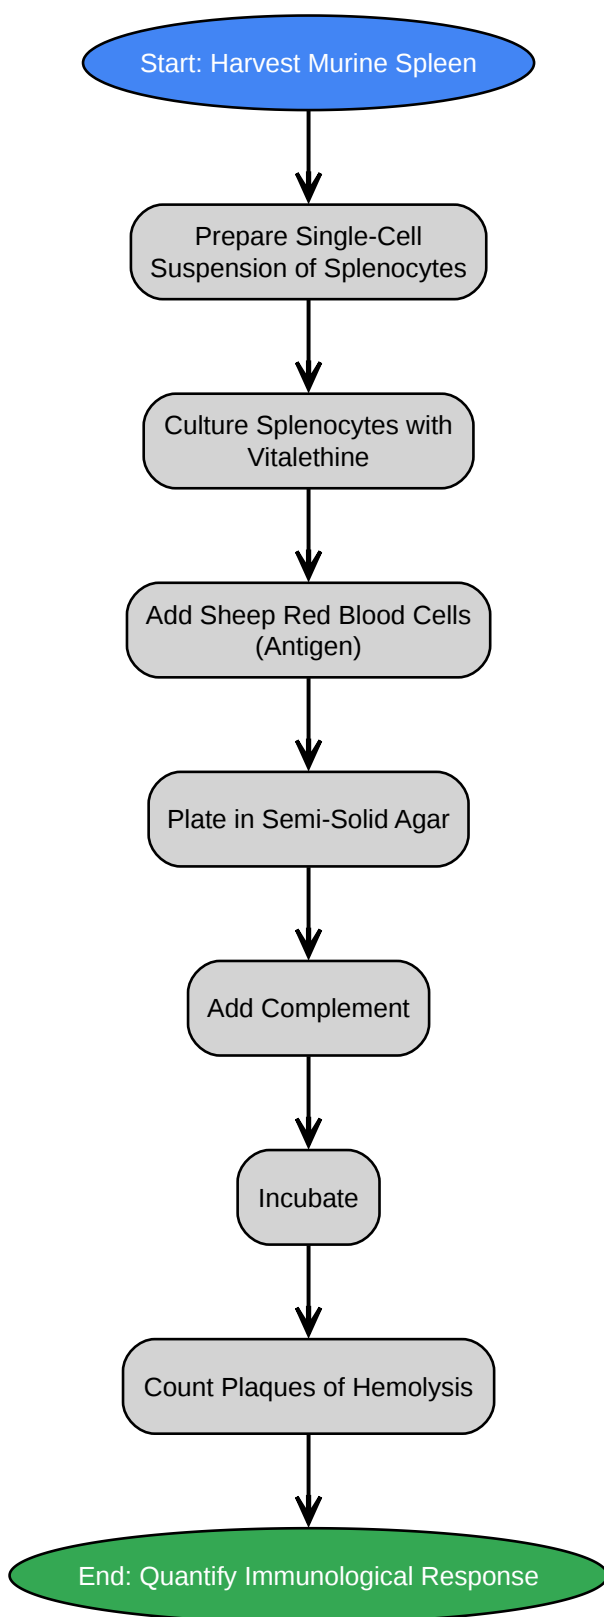 Start: Harvest Murine Spleen
Prepare Single-Cell
Suspension of Splenocytes
Culture Splenocytes with
Vitalethine
Add Sheep Red Blood Cells
(Antigen)
Plate in Semi-Solid Agar
Add Complement
Incubate
Count Plaques of Hemolysis
End: Quantify Immunological Response